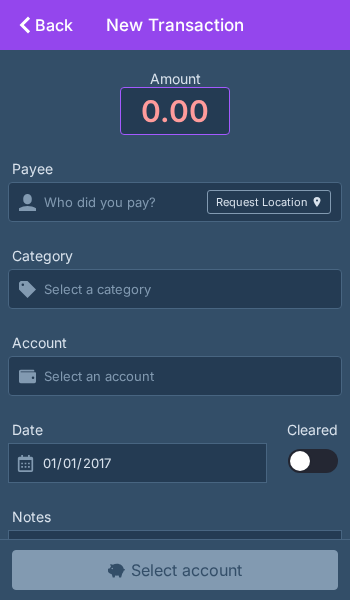 Back New Transaction
Amount
0.00
Payee
Who did you pay? Request Location
Category
Select a category
Account
Select an account
Date Cleared
01/01/2017
Notes
Select account